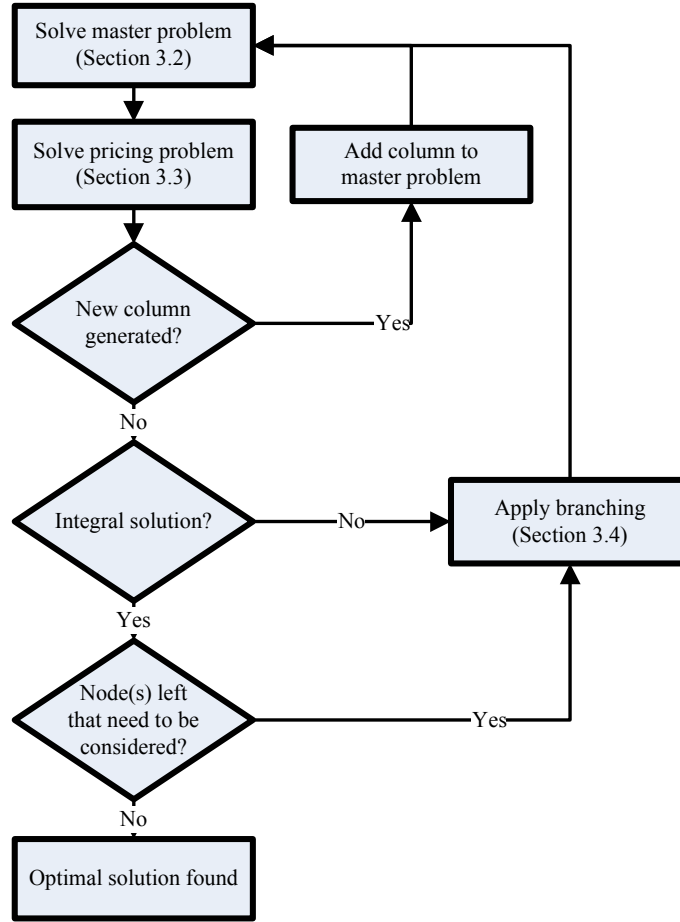 Solve master problem
(Section 3.2)
Solve pricing problem
(Section 3.3)
Add column to
master problem
New column
generated?
Yes
No
Integral solution?
No
Apply branching
(Section 3.4)
Yes
Node(s) left
that need to be
considered?
Yes
No
Optimal solution found